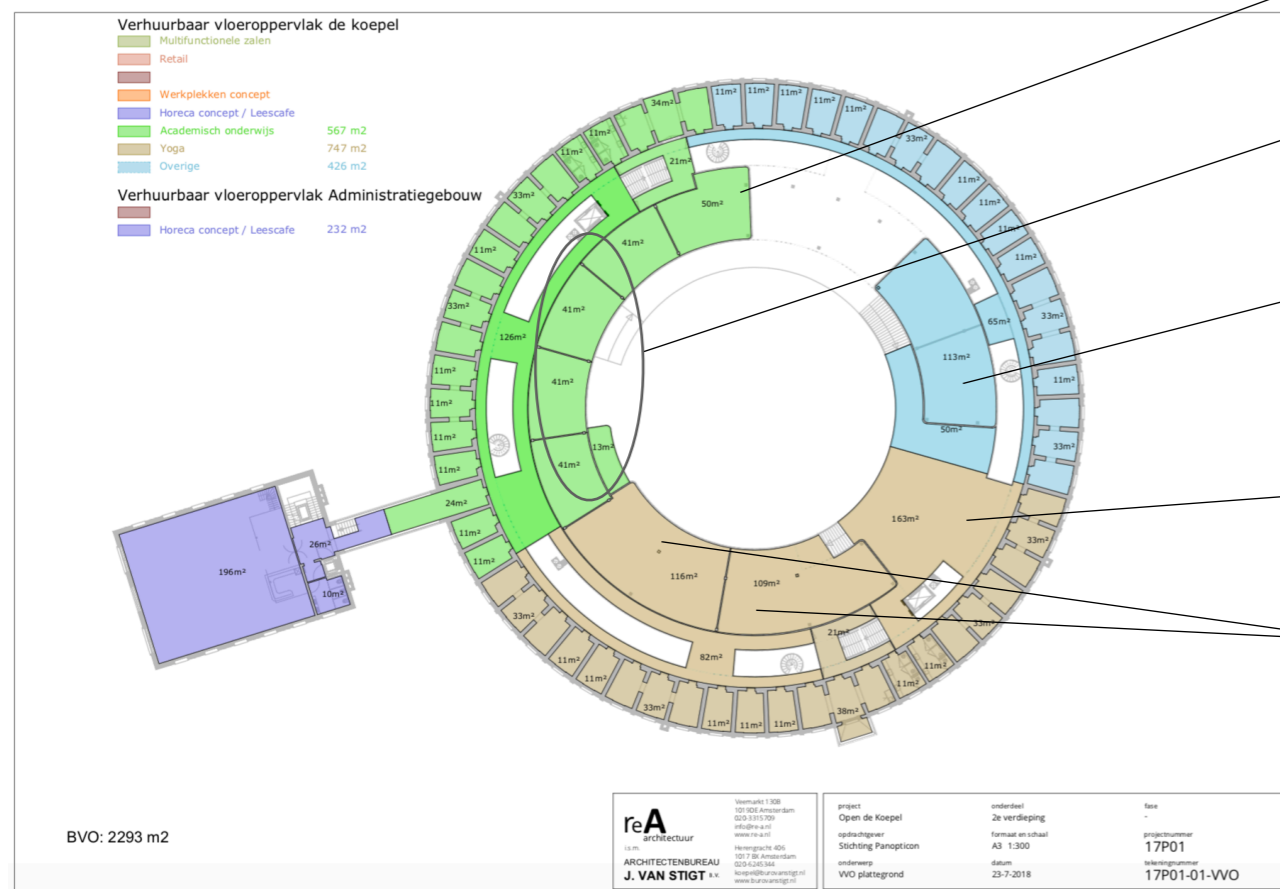 Verhuurbaar vloeroppervlak de koepel
Multifunctionele zalen
Retail
Werkplekken concept
Horeca concept / Leescafe
Academisch onderwijs 567 m2
Yoga 747 m2
Overige 426 m2
Verhuurbaar vloeroppervlak Administratiegebouw
Horeca concept / Leescafe 232 m2
34m²
11m²
11m²
11m²
11m²
11m²
11m²
11m²
33m²
21m²
11m²
33m²
50m²
11m²
11m²
41m²
11m²
11m²
11m²
33m²
41m²
65m²
33m²
126m²
113m²
11m²
41m²
11m²
11m²
50m²
33m²
11m²
41m²
13m²
11m²
24m²
163m²
11m²
26m²
33m²
196m²
11m²
116m²
109m²
10m²
33m²
21m²
33m²
11m²
82m²
11m²
11m²
11m²
33m²
38m²
11m²
11m²
11m²
BVO: 2293 m2
reA
architectuur
i.s.m.
ARCHITECTENBUREAU
J. VAN STIGT B.V.
Veemarkt 130B
1019DE Amsterdam
020-3315709
info@re-a.nl
www.re-a.nl
Herengracht 406
1017 BX Amsterdam
020-6245344
koepel@burovanstigt.nl
www.burovanstigt.nl
project
Open de Koepel
opdrachtgever
Stichting Panopticon
onderwerp
VVO plattegrond
onderdeel
2e verdieping
formaat en schaal
A3 1:300
datum
23-7-2018
fase
-
projectnummer
17P01
tekeningnummer
17P01-01-VVO